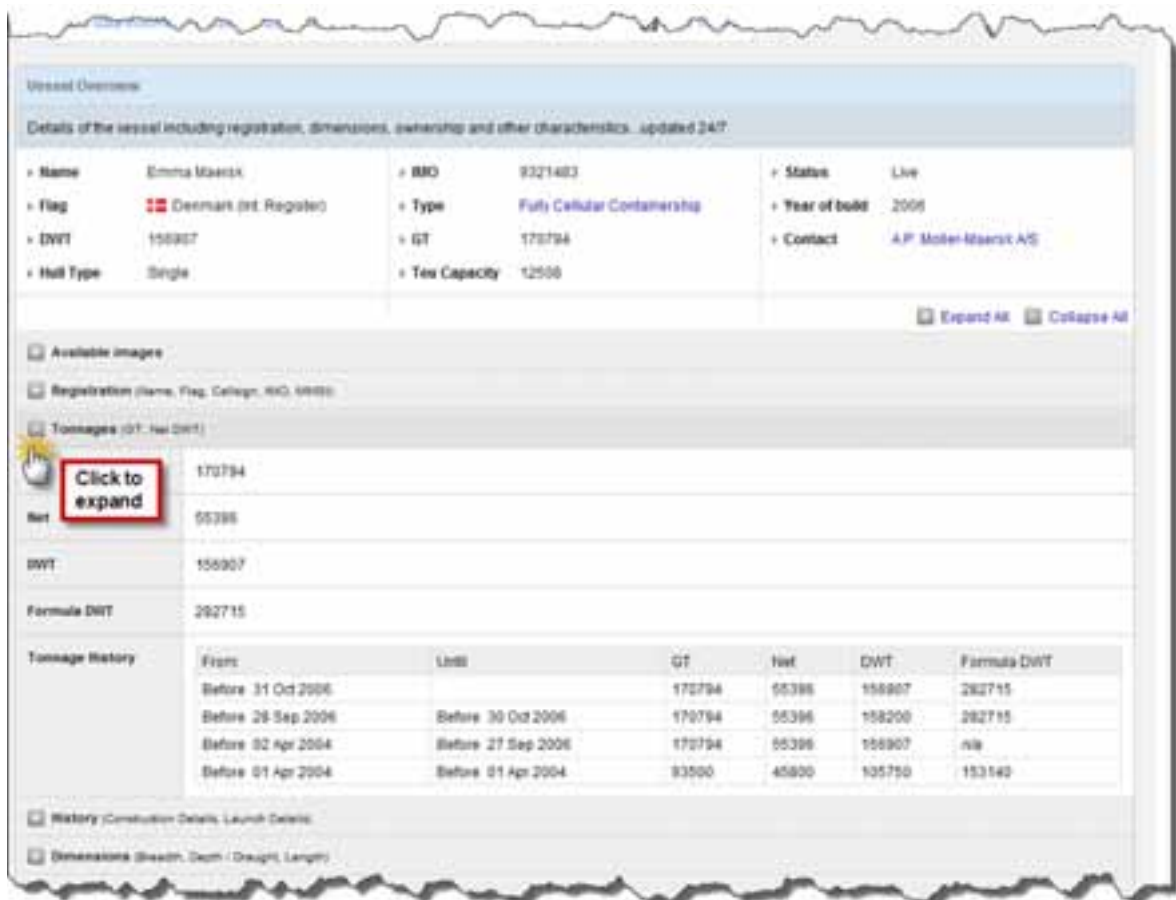 Vessel Overview
Details of the vessel including registration, dimensions, ownership and other characteristics. updated 24/7
Name Emma Maersk IMO 9321483 Status Live
Flag Denmark (Int. Register) Type Fully Cellular Containership Year of build 2006
DWT 156907 GT 170794 Contact A.P. Moller-Maersk A/S
Hull Type Single Teu Capacity 12508
Expand All Collapse All
Available images
Registration (Name, Flag, Callsign, IMO, MMSI)
Tonnages (GT, Net DWT)
Click to
expand
170794
Net 55396
DWT 156907
Formula DWT 282715
Tonnage History From Until GT Net DWT Formula DWT
Before 31 Oct 2006 170794 55396 156907 282715
Before 28 Sep 2006 Before 30 Oct 2006 170794 55396 158200 282715
Before 02 Apr 2004 Before 27 Sep 2006 170794 55396 156907 n/a
Before 01 Apr 2004 Before 01 Apr 2004 93500 45800 105750 153140
History (Construction Details, Launch Details)
Dimensions (Breadth, Depth - Draught, Length)